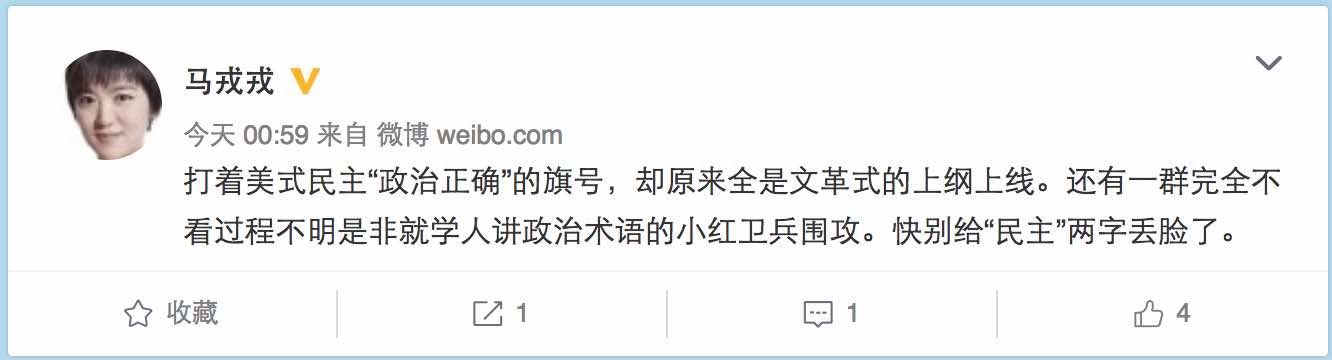 马戎戎
今天 00:59 来自 微博 weibo.com
打着美式民主“政治正确”的旗号，却原来全是文革式的上纲上线。还有一群完全不
看过程不明是非就学人讲政治术语的小红卫兵围攻。快别给“民主”两字丢脸了。
收藏 1 1 4